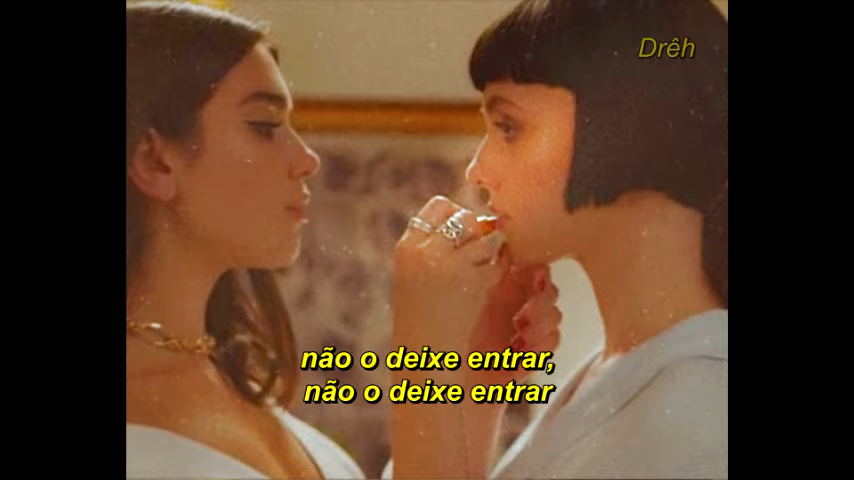 Drêh
não o deixe entrar,
não o deixe entrar